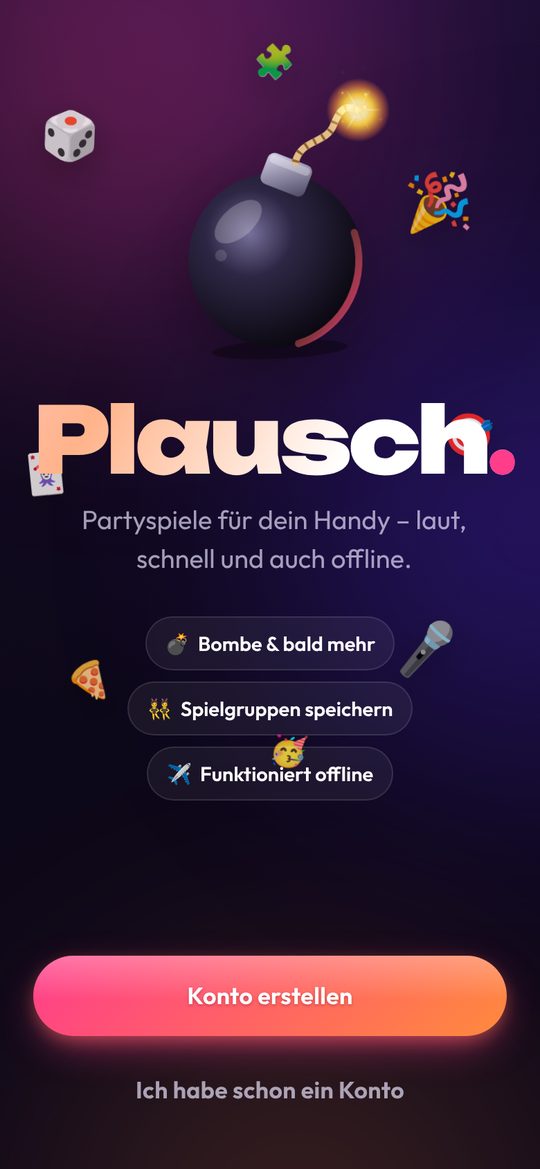 Plausch.
Partyspiele für dein Handy – laut,
schnell und auch offline.
Bombe & bald mehr
Spielgruppen speichern
Funktioniert offline
Konto erstellen
Ich habe schon ein Konto